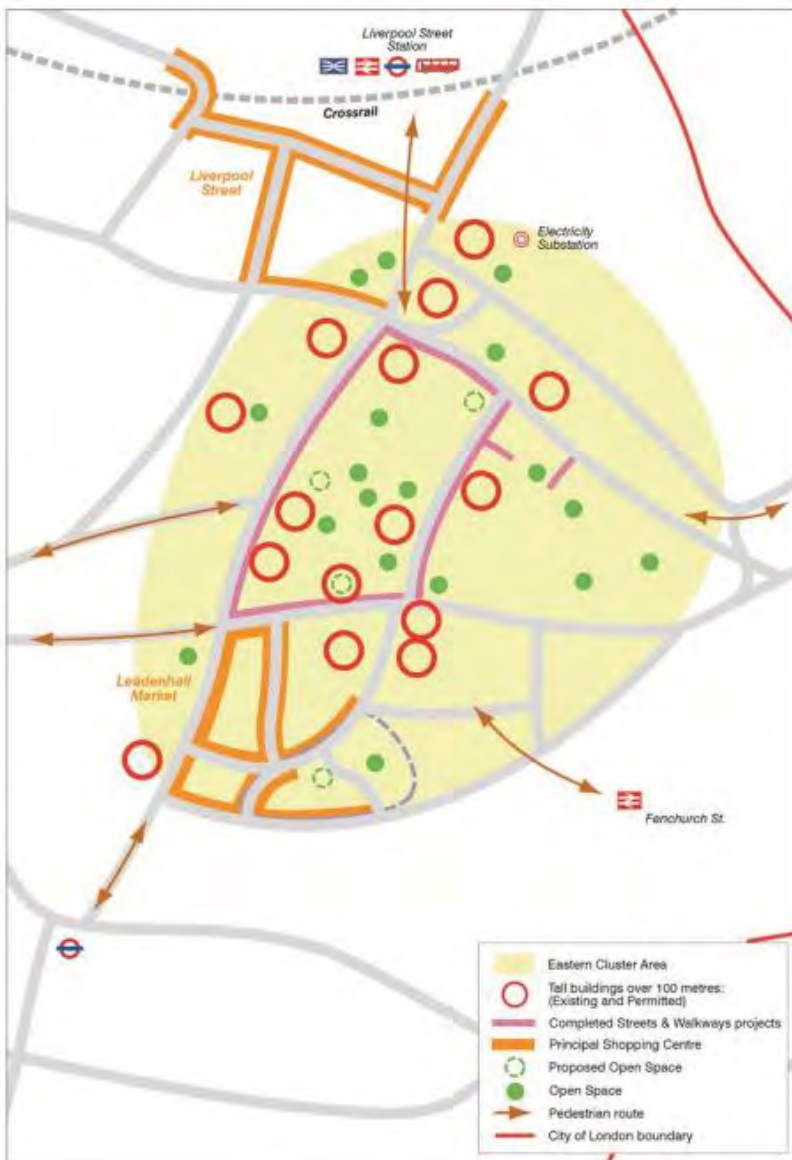 Liverpool Street
Station
Crossrail
Liverpool
Street
Electricity
Substation
Leadenhall
Market
Fenchurch St.
Eastern Cluster Area
Tall buildings over 100 metres:
(Existing and Permitted)
Completed Streets & Walkways projects
Principal Shopping Centre
Proposed Open Space
Open Space
Pedestrian route
City of London boundary